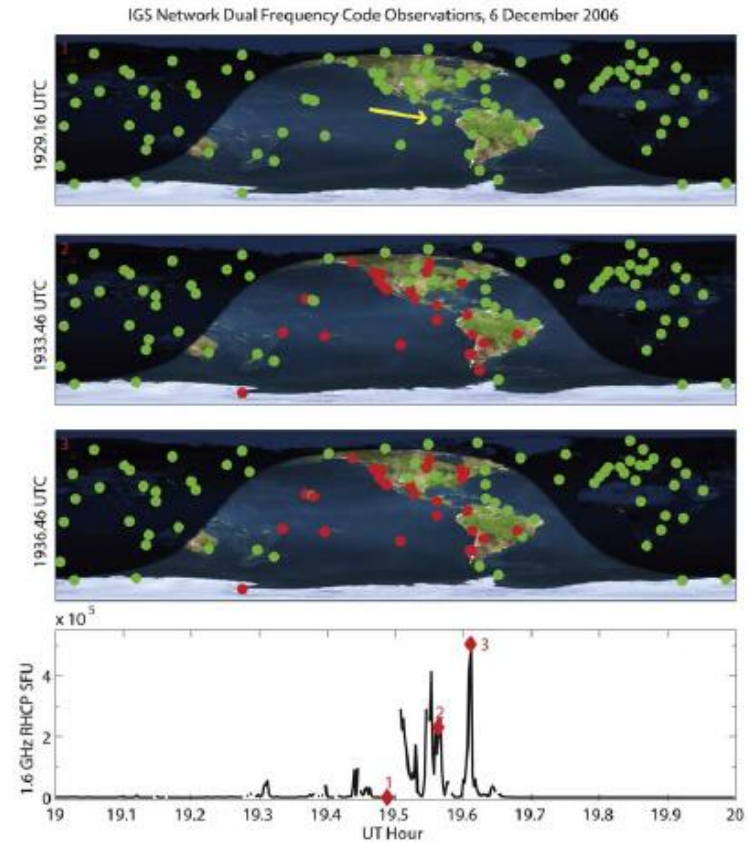 IGS Network Dual Frequency Code Observations, 6 December 2006
1
1929.16 UTC
2
1933.46 UTC
3
1936.46 UTC
x 10^5
1.6 GHz RHCP SFU
4
2
0
1
2
3
19 19.1 19.2 19.3 19.4 19.5 19.6 19.7 19.8 19.9 20
UT Hour